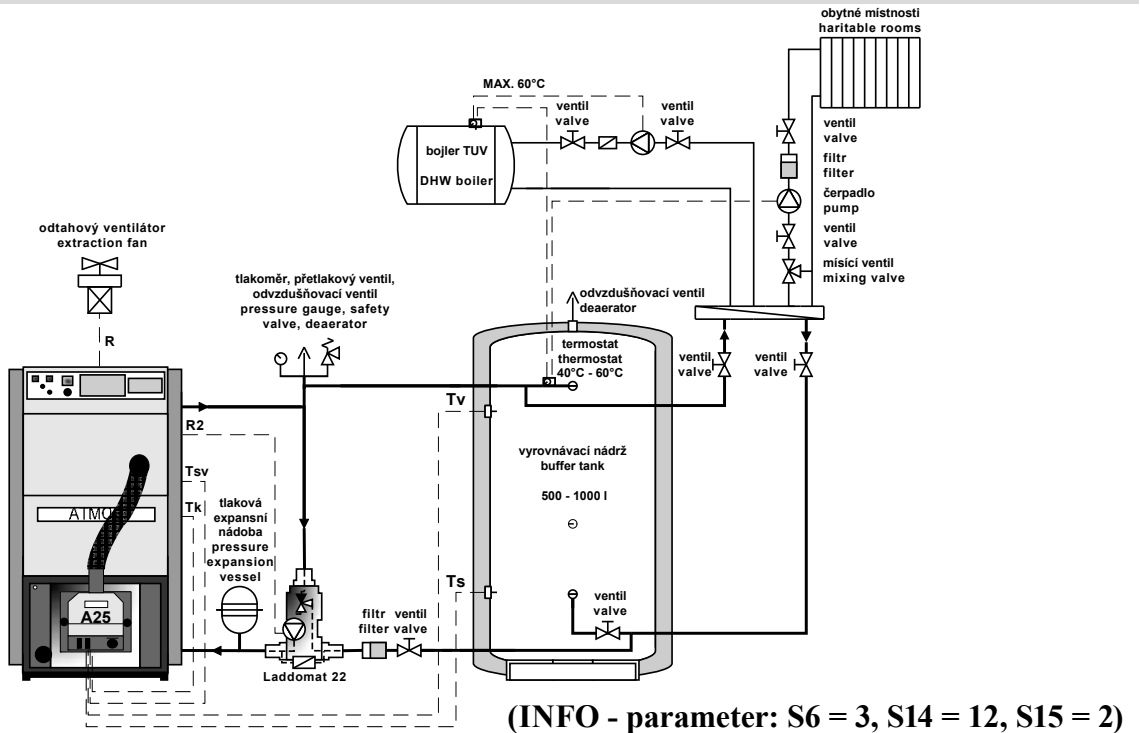 obytné místnosti
haritable rooms
MAX. 60°C
ventil
valve
ventil
valve
ventil
valve
bojler TUV
DHW boiler
filtr
filter
čerpadlo
pump
ventil
valve
mísící ventil
mixing valve
odtahový ventilátor
extraction fan
tlakoměr, přetlakový ventil,
odvzdušňovací ventil
pressure gauge, safety
valve, deaerator
odvzdušňovací ventil
deaerator
R
termostat
thermostat
40°C - 60°C
ventil
valve
ventil
valve
Tv
R2
vyrovnávací nádrž
buffer tank
500 - 1000 l
Tsv
Tk
tlaková
expansní
nádoba
pressure
expansion
vessel
ATMO
Ts
A25
filtr
filter
ventil
valve
ventil
valve
Laddomat 22
(INFO - parameter: S6 = 3, S14 = 12, S15 = 2)